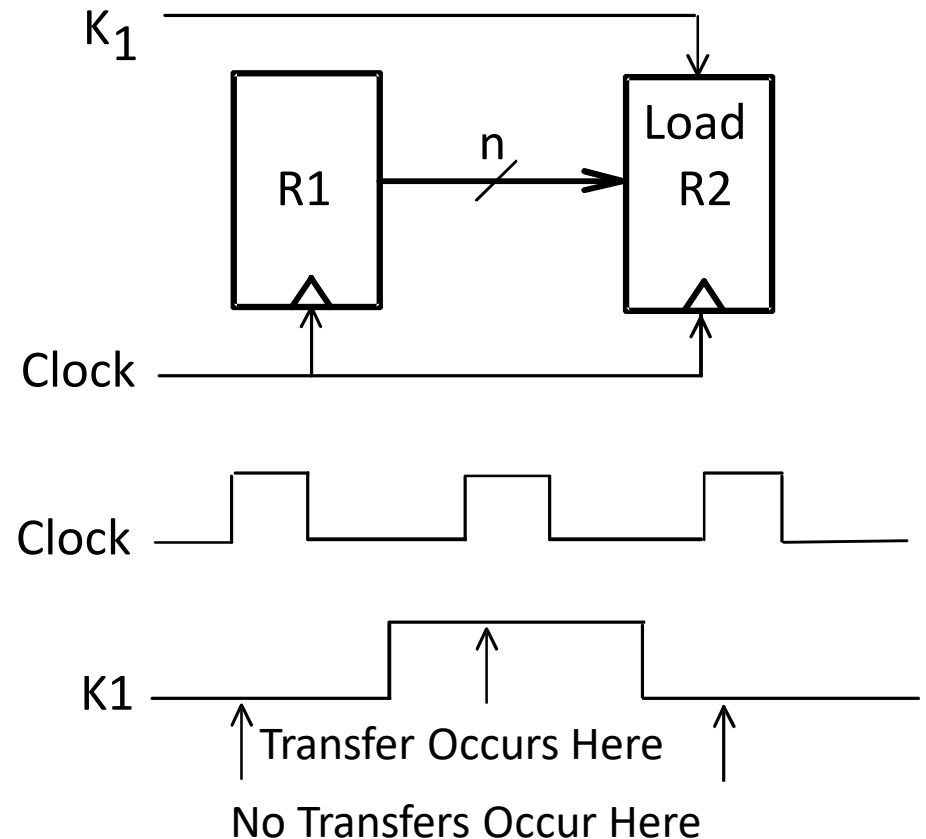 K1
Load
n
R1
R2
Clock
Clock
K1
Transfer Occurs Here
No Transfers Occur Here